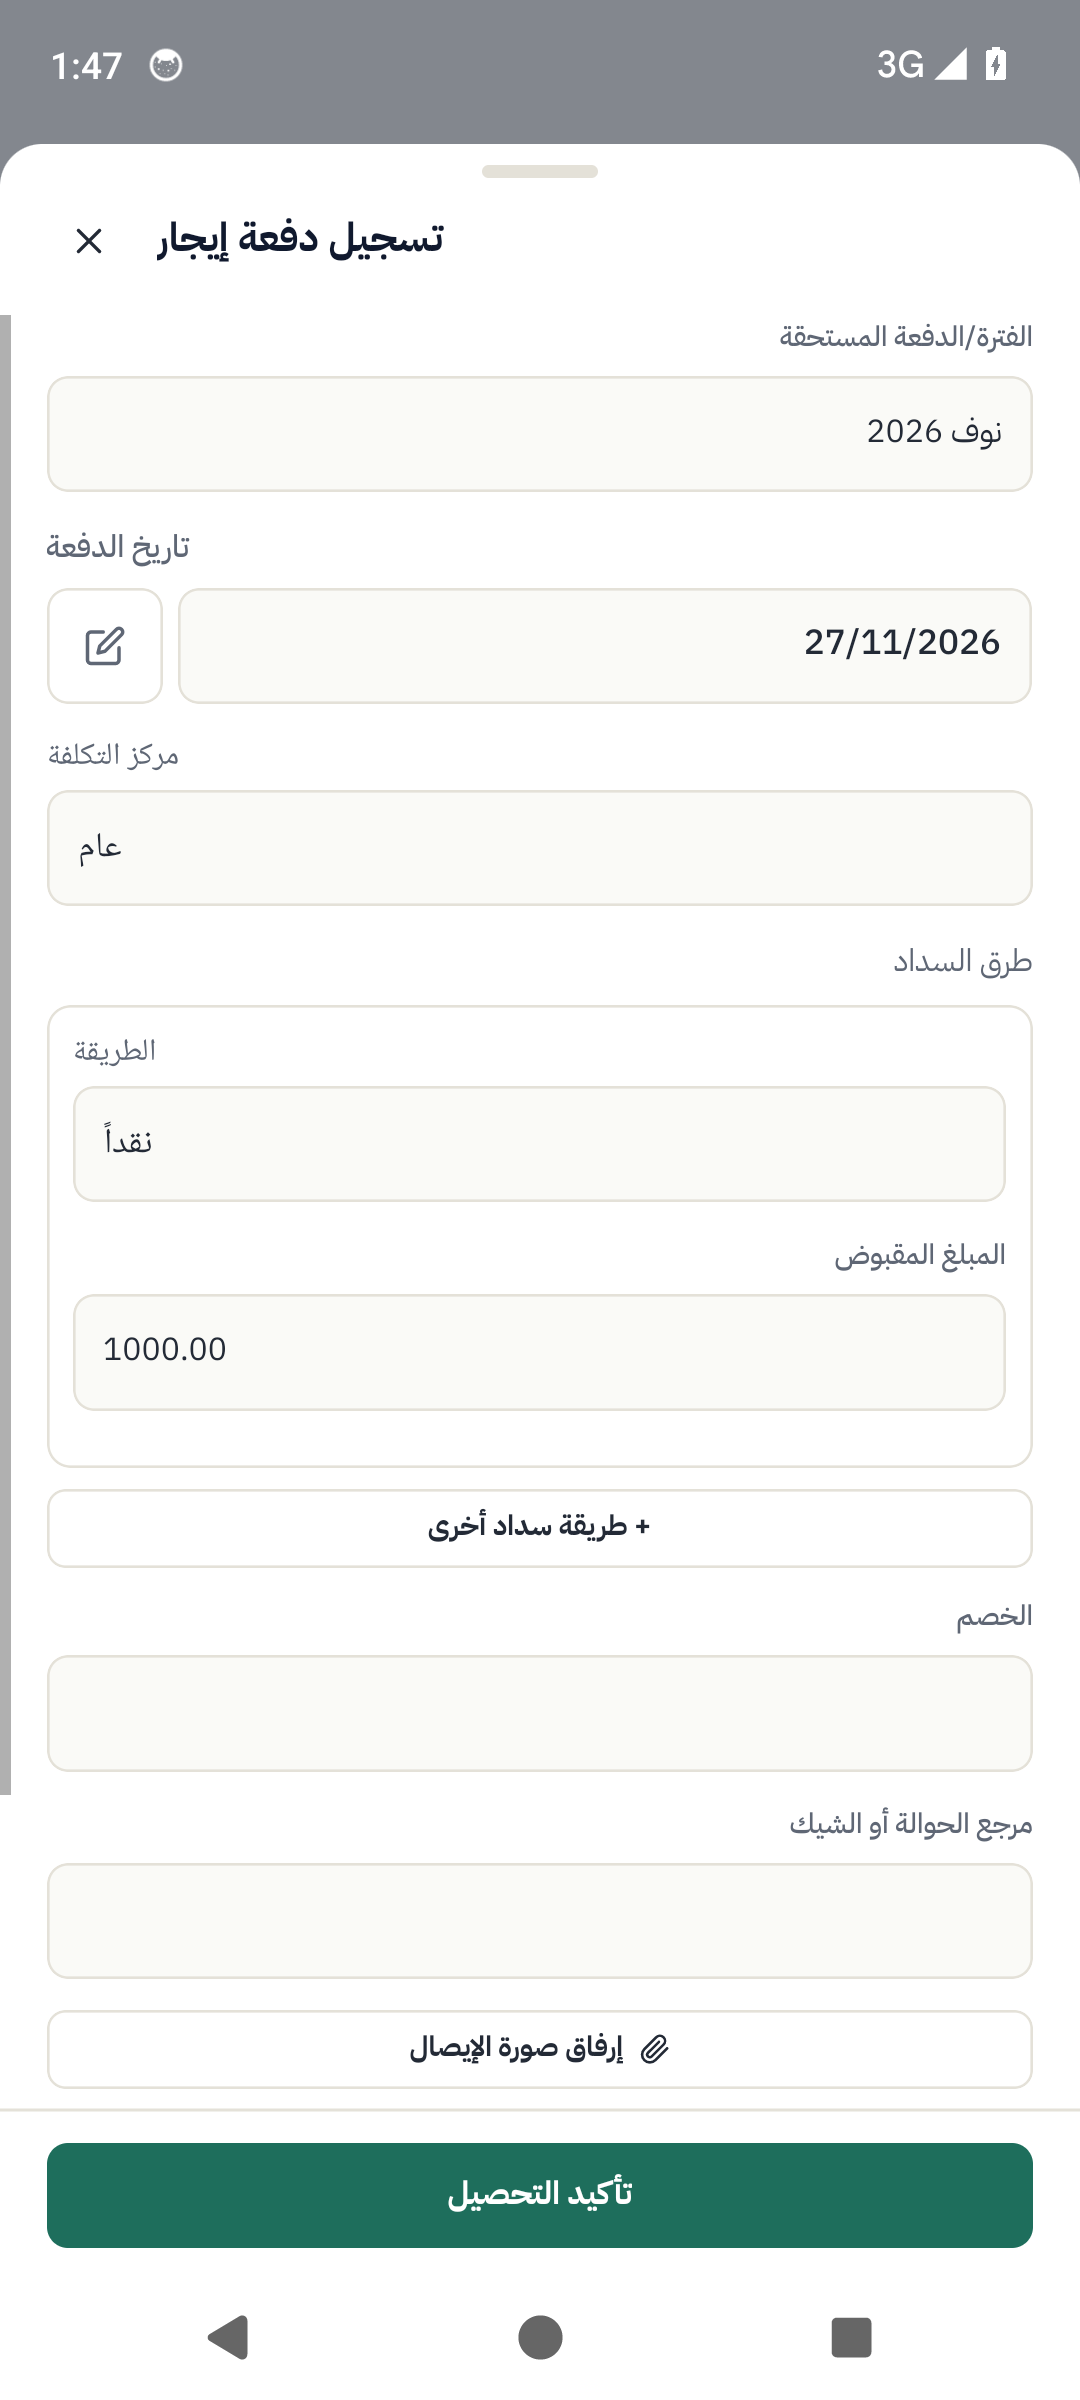 1:47
3G
تسجيل دفعة إيجار
الفترة/الدفعة المستحقة
نوف 2026
تاريخ الدفعة
27/11/2026
مركز التكلفة
عام
طرق السداد
الطريقة
نقداً
المبلغ المقبوض
1000.00
+ طريقة سداد أخرى
الخصم
مرجع الحوالة أو الشيك
إرفاق صورة الإيصال
تأكيد التحصيل